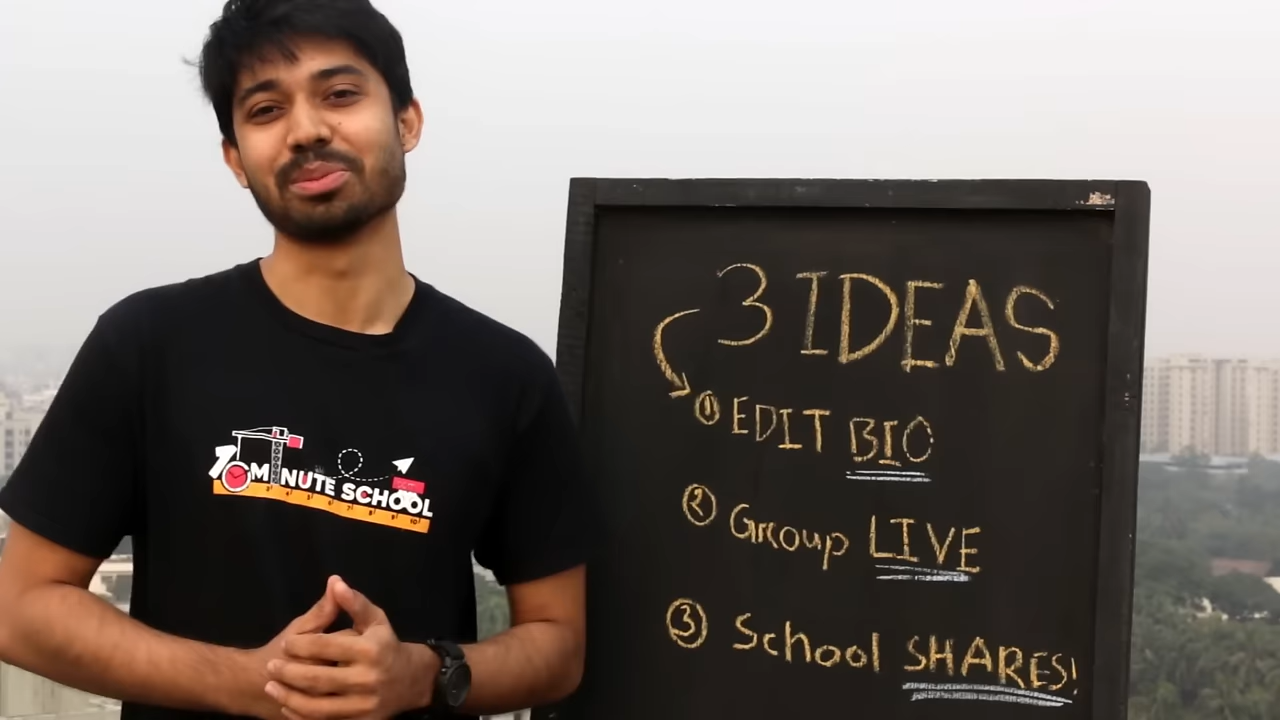 10 MINUTE SCHOOL
3 IDEAS
① EDIT BIO
② Group LIVE
③ School SHARES!